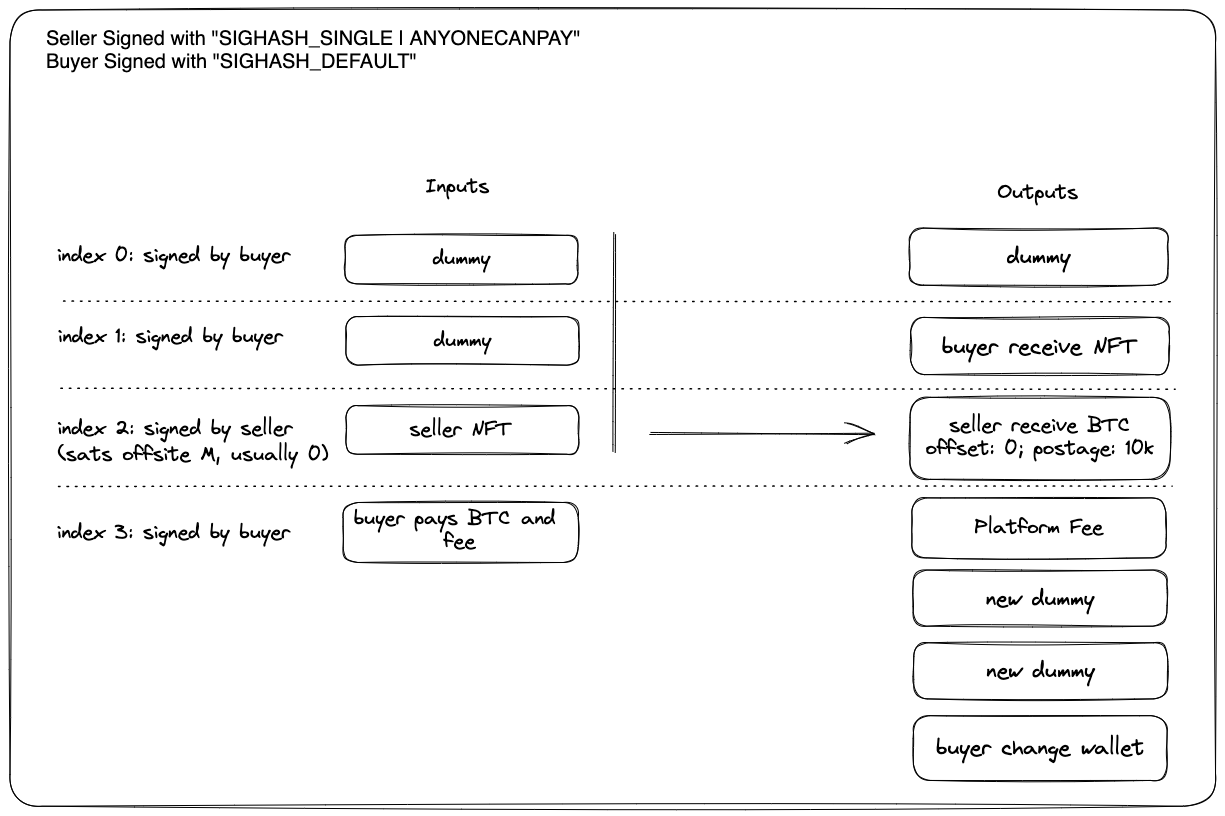 Seller Signed with "SIGHASH_SINGLE | ANYONECANPAY"
Buyer Signed with "SIGHASH_DEFAULT"
Inputs
Outputs
index 0: signed by buyer
dummy
dummy
index 1: signed by buyer
dummy
buyer receive NFT
index 2: signed by seller
(sats offsite M, usually 0)
seller NFT
seller receive BTC
offset: 0; postage: 10k
index 3: signed by buyer
buyer pays BTC and
fee
Platform Fee
new dummy
new dummy
buyer change wallet